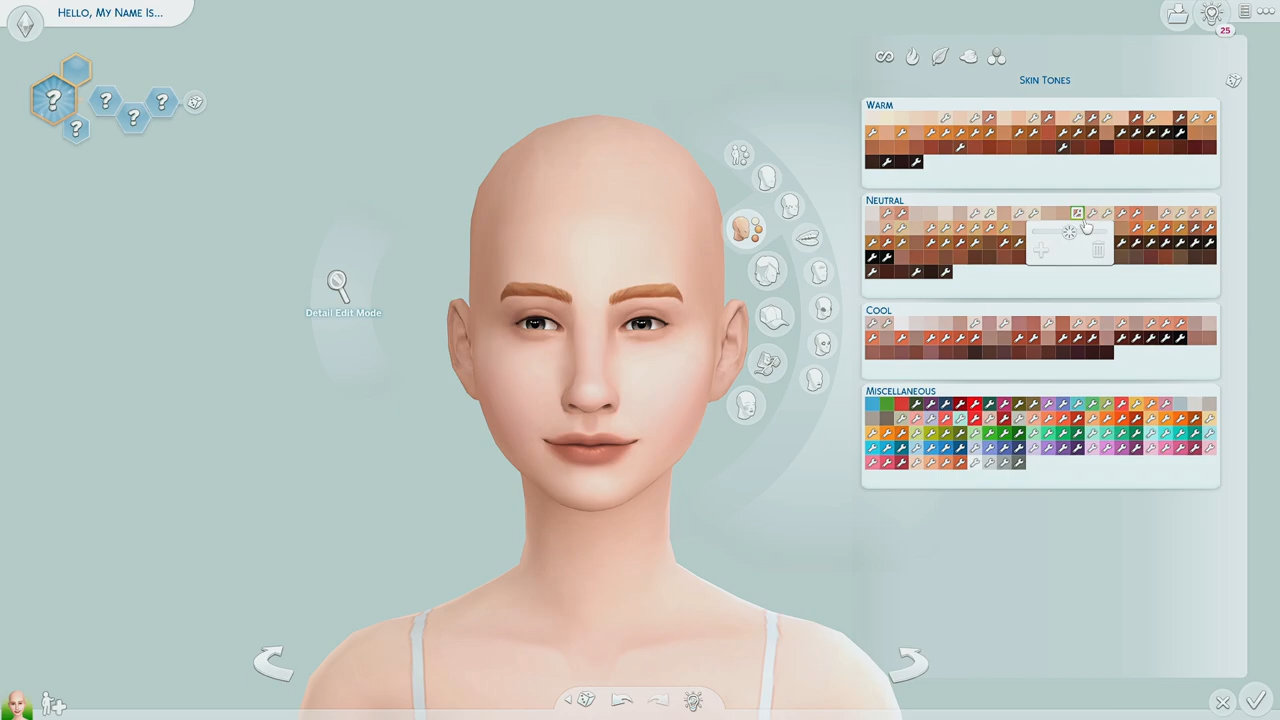 Hello, My Name Is...
25
Skin Tones
Warm
Neutral
Cool
Miscellaneous
Detail Edit Mode
? ? ? ? ?